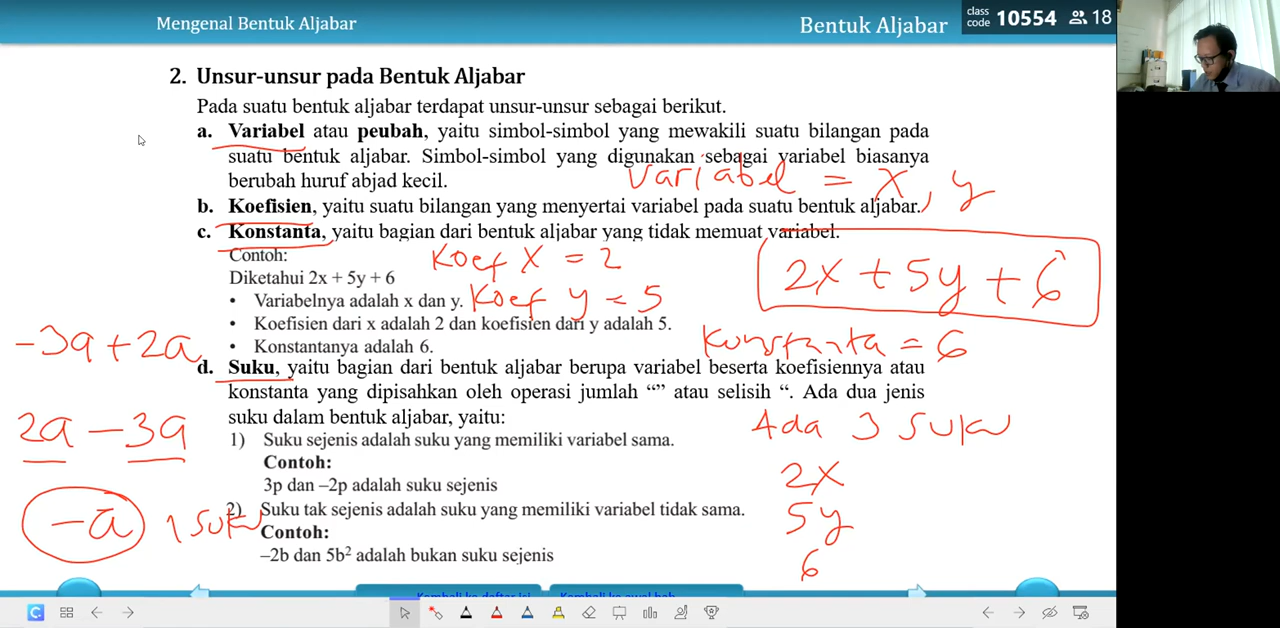 Mengenal Bentuk Aljabar
Bentuk Aljabar
class code 10554 18
2. Unsur-unsur pada Bentuk Aljabar
Pada suatu bentuk aljabar terdapat unsur-unsur sebagai berikut.
a. Variabel atau peubah, yaitu simbol-simbol yang mewakili suatu bilangan pada
suatu bentuk aljabar. Simbol-simbol yang digunakan sebagai variabel biasanya
berubah huruf abjad kecil.
Variabel = x, y
b. Koefisien, yaitu suatu bilangan yang menyertai variabel pada suatu bentuk aljabar.
c. Konstanta, yaitu bagian dari bentuk aljabar yang tidak memuat variabel.
Contoh:
Koef x = 2
2x + 5y + 6
Diketahui 2x + 5y + 6
• Variabelnya adalah x dan y.
Koef y = 5
• Koefisien dari x adalah 2 dan koefisien dari y adalah 5.
• Konstantanya adalah 6.
Konstanta = 6
-3a + 2a
d. Suku, yaitu bagian dari bentuk aljabar berupa variabel beserta koefisiennya atau
konstanta yang dipisahkan oleh operasi jumlah “” atau selisih “. Ada dua jenis
suku dalam bentuk aljabar, yaitu:
2a - 3a
Ada 3 suku
1) Suku sejenis adalah suku yang memiliki variabel sama.
Contoh:
2x
3p dan –2p adalah suku sejenis
2) Suku tak sejenis adalah suku yang memiliki variabel tidak sama.
-a 1 suku
5y
Contoh:
–2b dan 5b² adalah bukan suku sejenis
6
Kembali ke daftar isi
Kembali ke awal bab